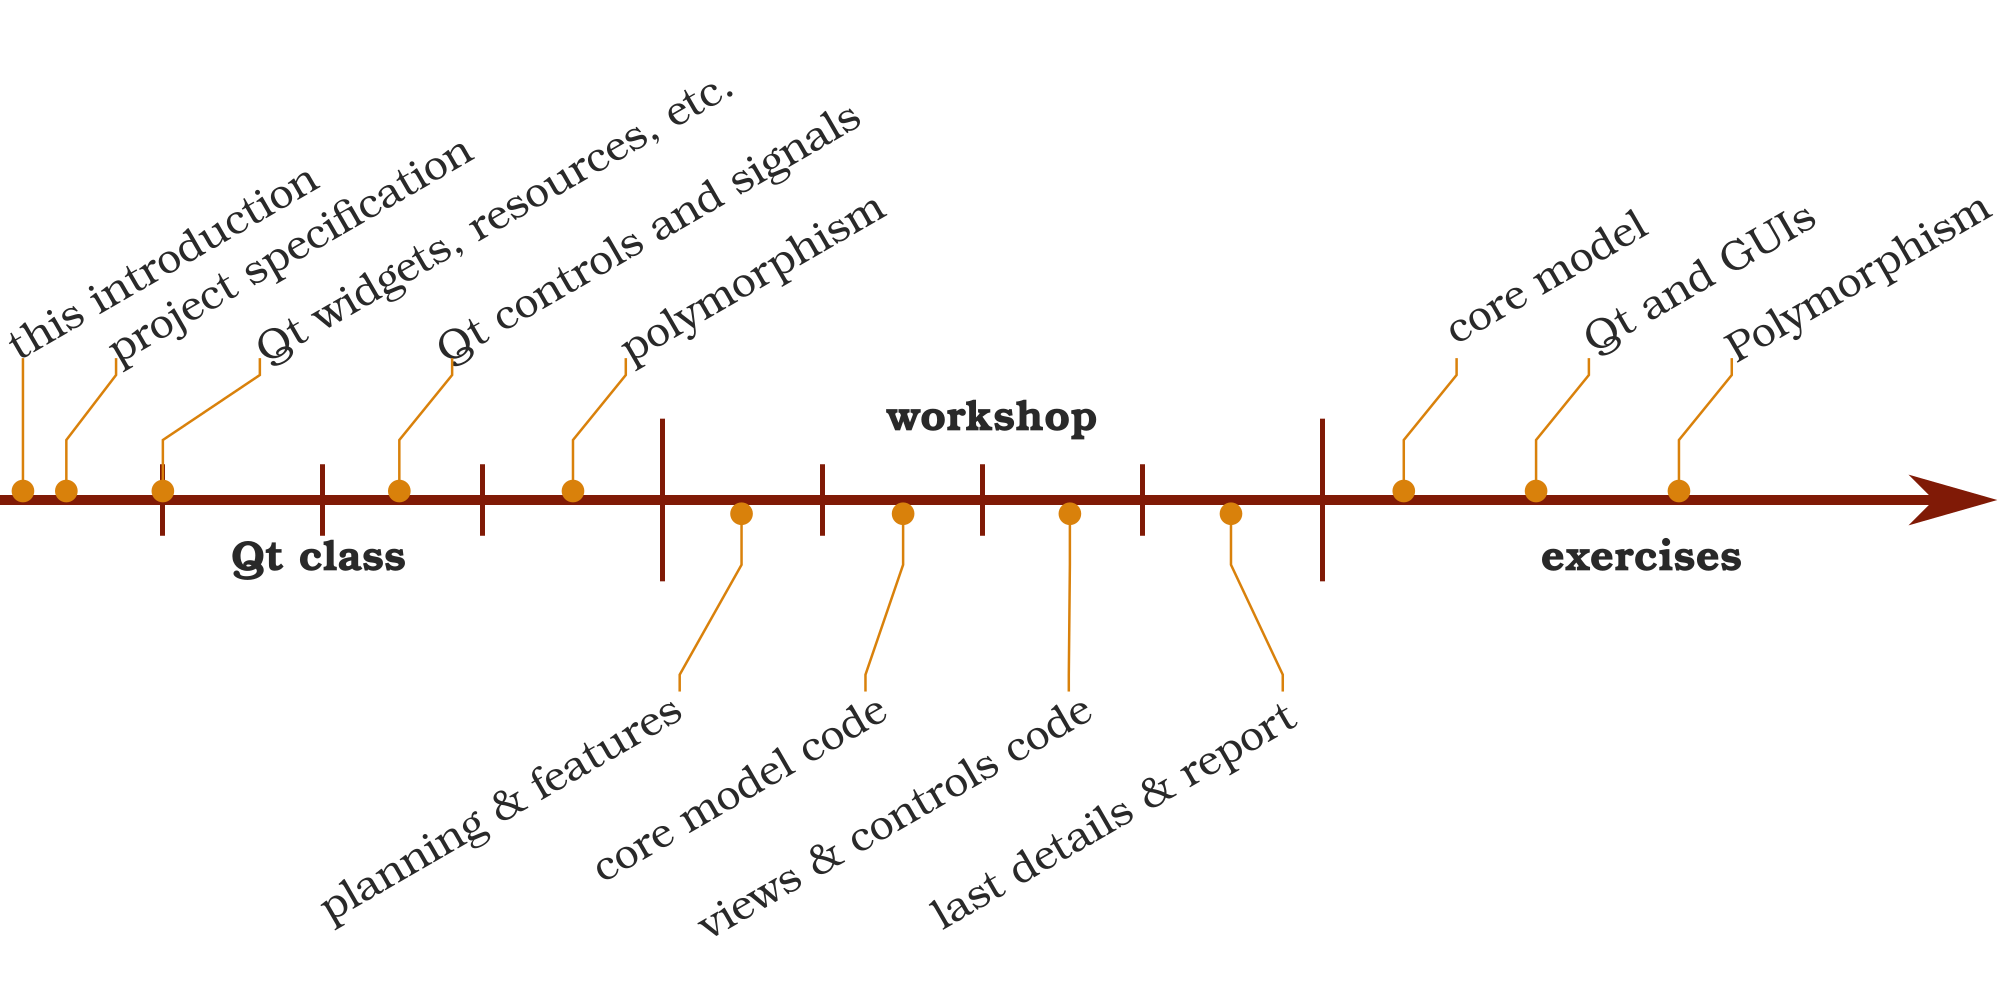 this introduction
project specification
Qt widgets, resources, etc.
Qt controls and signals
polymorphism
core model
Qt and GUIs
Polymorphism
workshop
Qt class
exercises
planning & features
core model code
views & controls code
last details & report